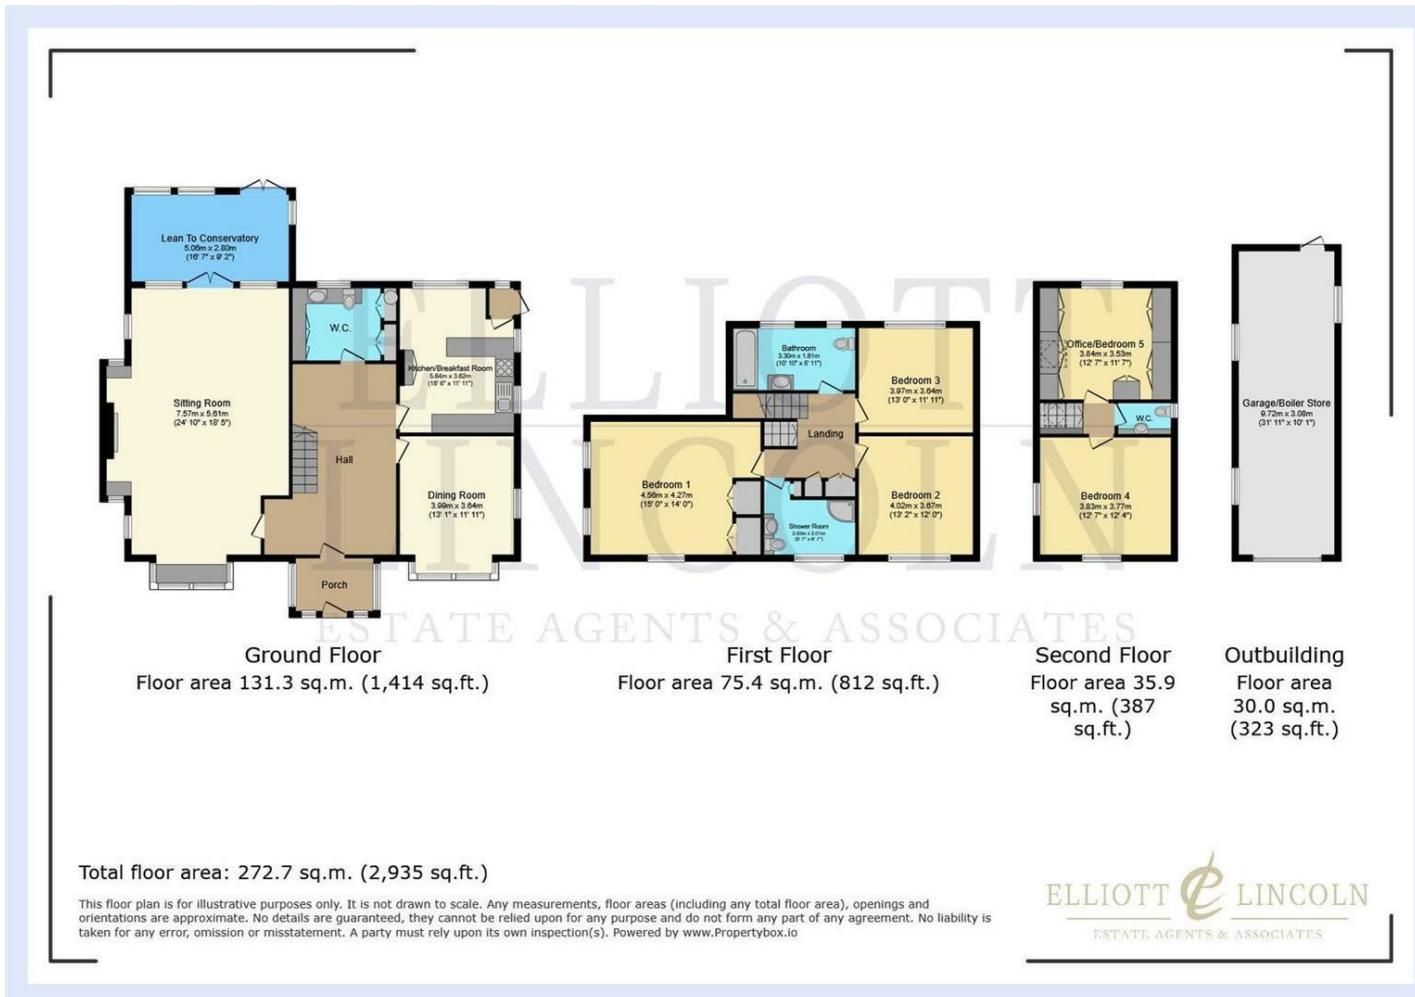 Lean To Conservatory
5.06m x 2.80m
(16' 7" x 9' 2")
W.C.
Kitchen/Breakfast Room
5.64m x 3.62m
(18' 6" x 11' 11")
Sitting Room
7.57m x 5.61m
(24' 10" x 18' 5")
Hall
Dining Room
3.99m x 3.64m
(13' 1" x 11' 11")
Porch
Ground Floor
Floor area 131.3 sq.m. (1,414 sq.ft.)
Bathroom
3.30m x 1.81m
(10' 10" x 5' 11")
Bedroom 3
3.97m x 3.64m
(13' 0" x 11' 11")
Landing
Bedroom 1
4.56m x 4.27m
(15' 0" x 14' 0")
Bedroom 2
4.02m x 3.67m
(13' 2" x 12' 0")
Shower Room
2.93m x 2.01m
(9' 7" x 6' 7")
First Floor
Floor area 75.4 sq.m. (812 sq.ft.)
Office/Bedroom 5
3.84m x 3.53m
(12' 7" x 11' 7")
W.C.
Bedroom 4
3.83m x 3.77m
(12' 7" x 12' 4")
Second Floor
Floor area 35.9
sq.m. (387
sq.ft.)
Garage/Boiler Store
9.72m x 3.08m
(31' 11" x 10' 1")
Outbuilding
Floor area
30.0 sq.m.
(323 sq.ft.)
ELLIOTT
LINCOLN
ESTATE AGENTS & ASSOCIATES
Total floor area: 272.7 sq.m. (2,935 sq.ft.)
This floor plan is for illustrative purposes only. It is not drawn to scale. Any measurements, floor areas (including any total floor area), openings and
orientations are approximate. No details are guaranteed, they cannot be relied upon for any purpose and do not form any part of any agreement. No liability is
taken for any error, omission or misstatement. A party must rely upon its own inspection(s). Powered by www.Propertybox.io
ELLIOTT e LINCOLN
ESTATE AGENTS & ASSOCIATES